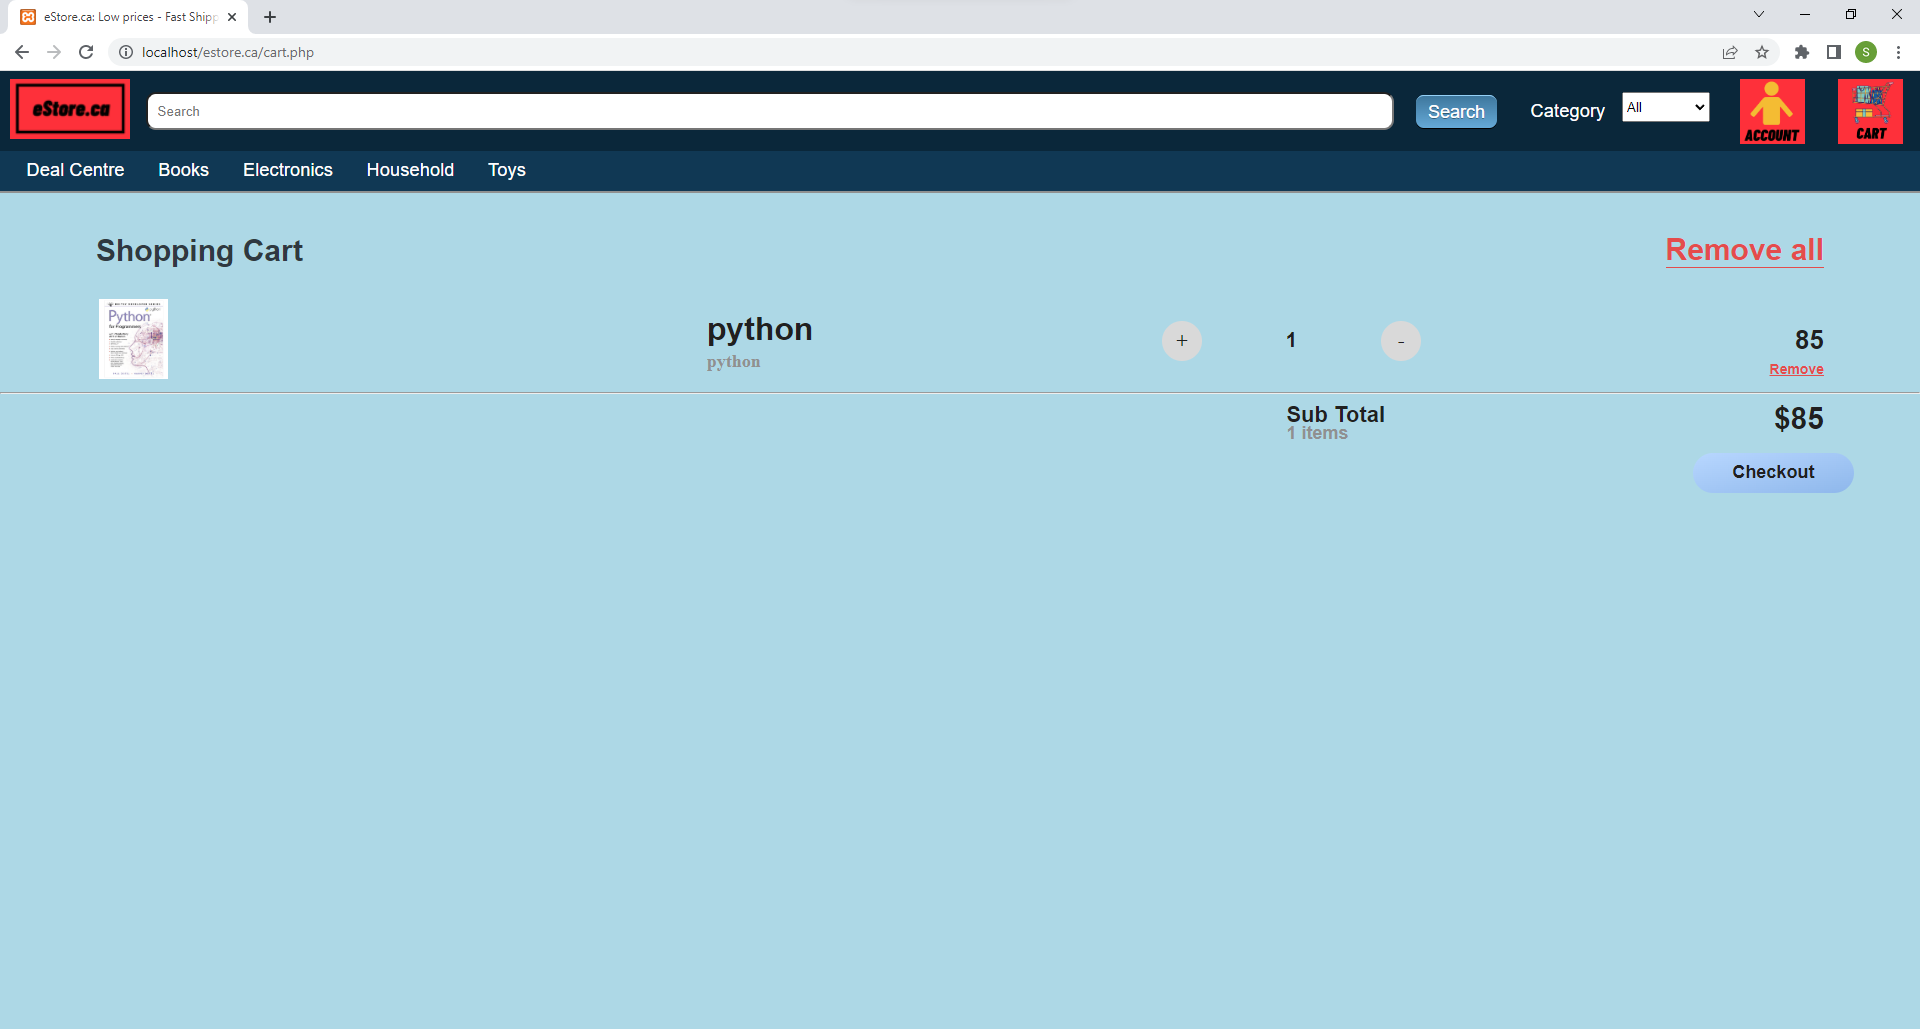 eStore.ca: Low prices - Fast Shipp
localhost/estore.ca/cart.php
S
eStore.ca
Search
Search
Category
All
ACCOUNT
CART
Deal Centre
Books
Electronics
Household
Toys
Shopping Cart
Remove all
Python
for Programmers
python
python
+
1
-
85
Remove
Sub Total
1 items
$85
Checkout